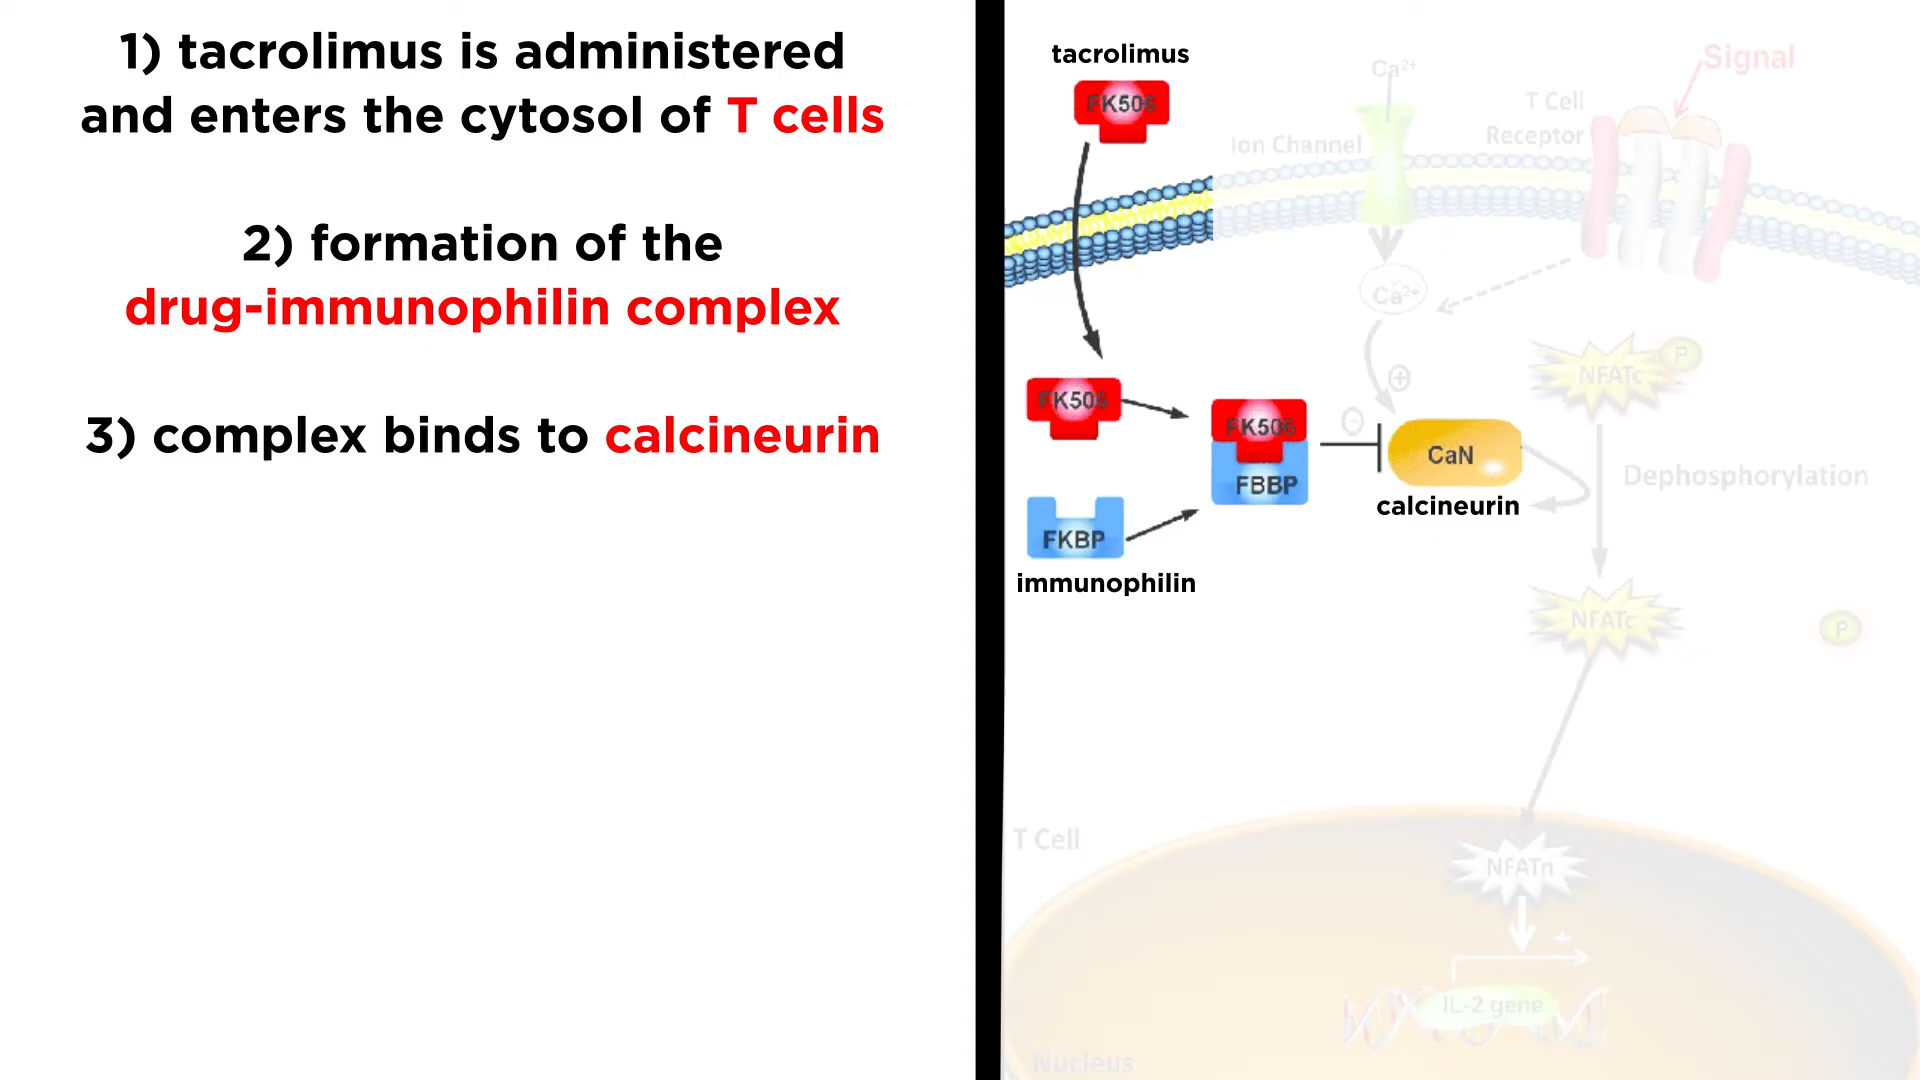 1) tacrolimus is administered
and enters the cytosol of T cells
2) formation of the
drug-immunophilin complex
3) complex binds to calcineurin
tacrolimus
FK506
Ca²⁺
Signal
T Cell
Receptor
Ion Channel
Ca²⁺
P
NFATc
FK506
FK506
FBBP
CaN
calcineurin
Dephosphorylation
FKBP
immunophilin
NFATc
P
T Cell
NFATn
+
IL-2 gene
Nucleus